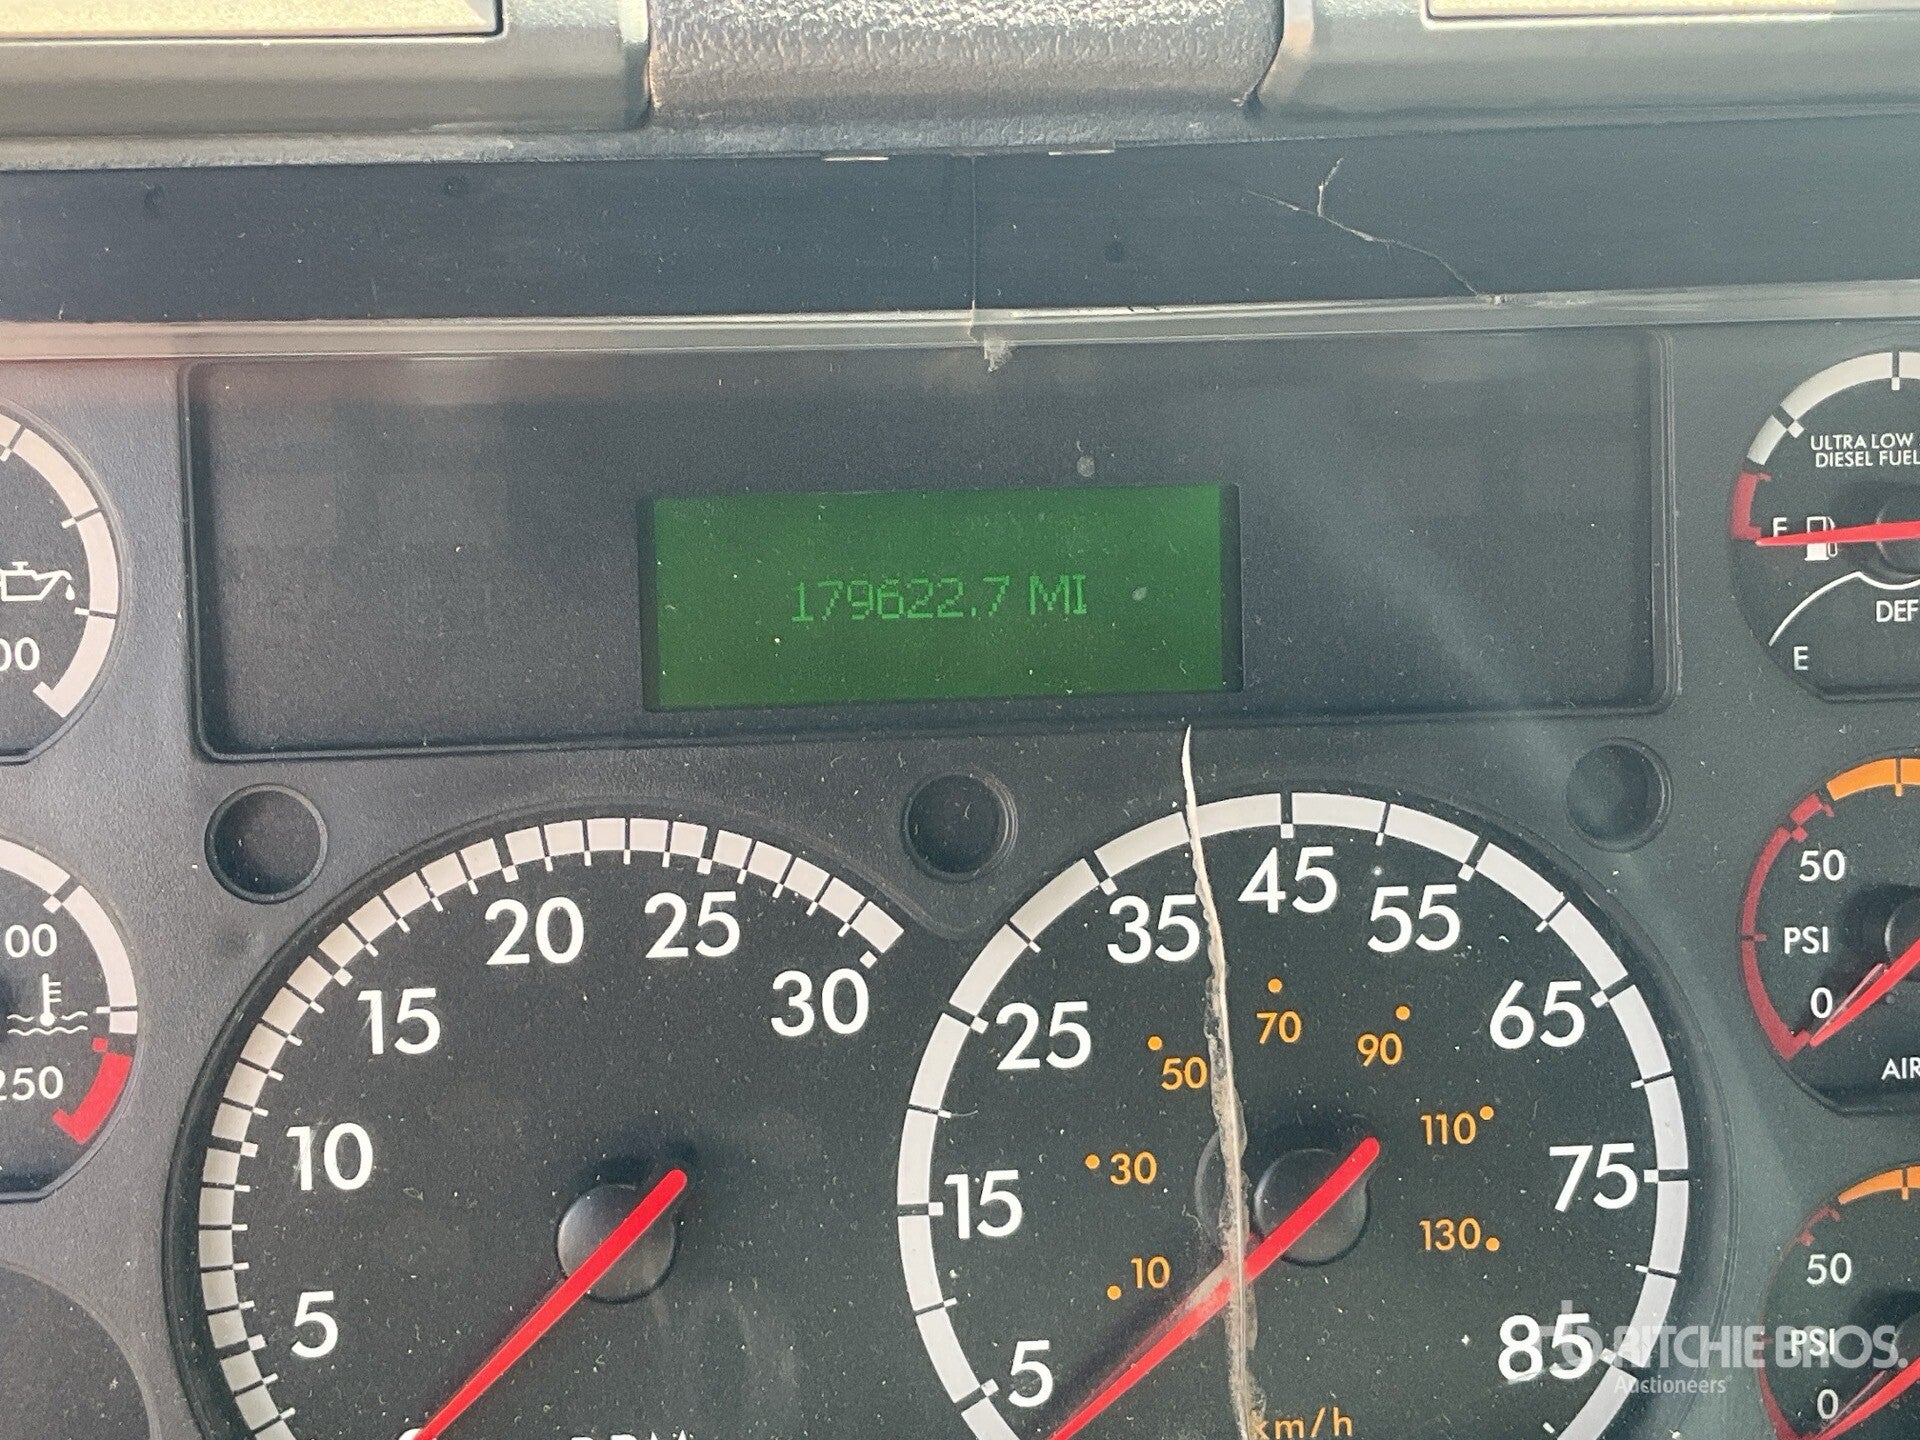 ULTRA LOW
DIESEL FUEL
F
DEF
E
179622.7 MI
00
00
250
5
10
15
20
25
30
5
15
25
35
45
55
65
75
85
10
30
50
70
90
110
130
km/h
50
PSI
0
AIR
50
PSI
0
RITCHIE BROS.
Auctioneers